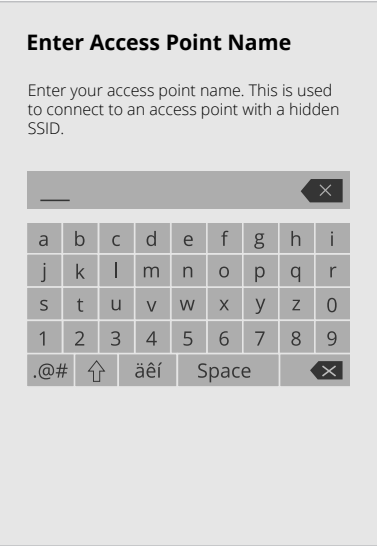 Enter Access Point Name
Enter your access point name. This is used
to connect to an access point with a hidden
SSID.
a b c d e f g h i
j k l m n o p q r
s t u v w x y z 0
1 2 3 4 5 6 7 8 9
.@# äêí Space